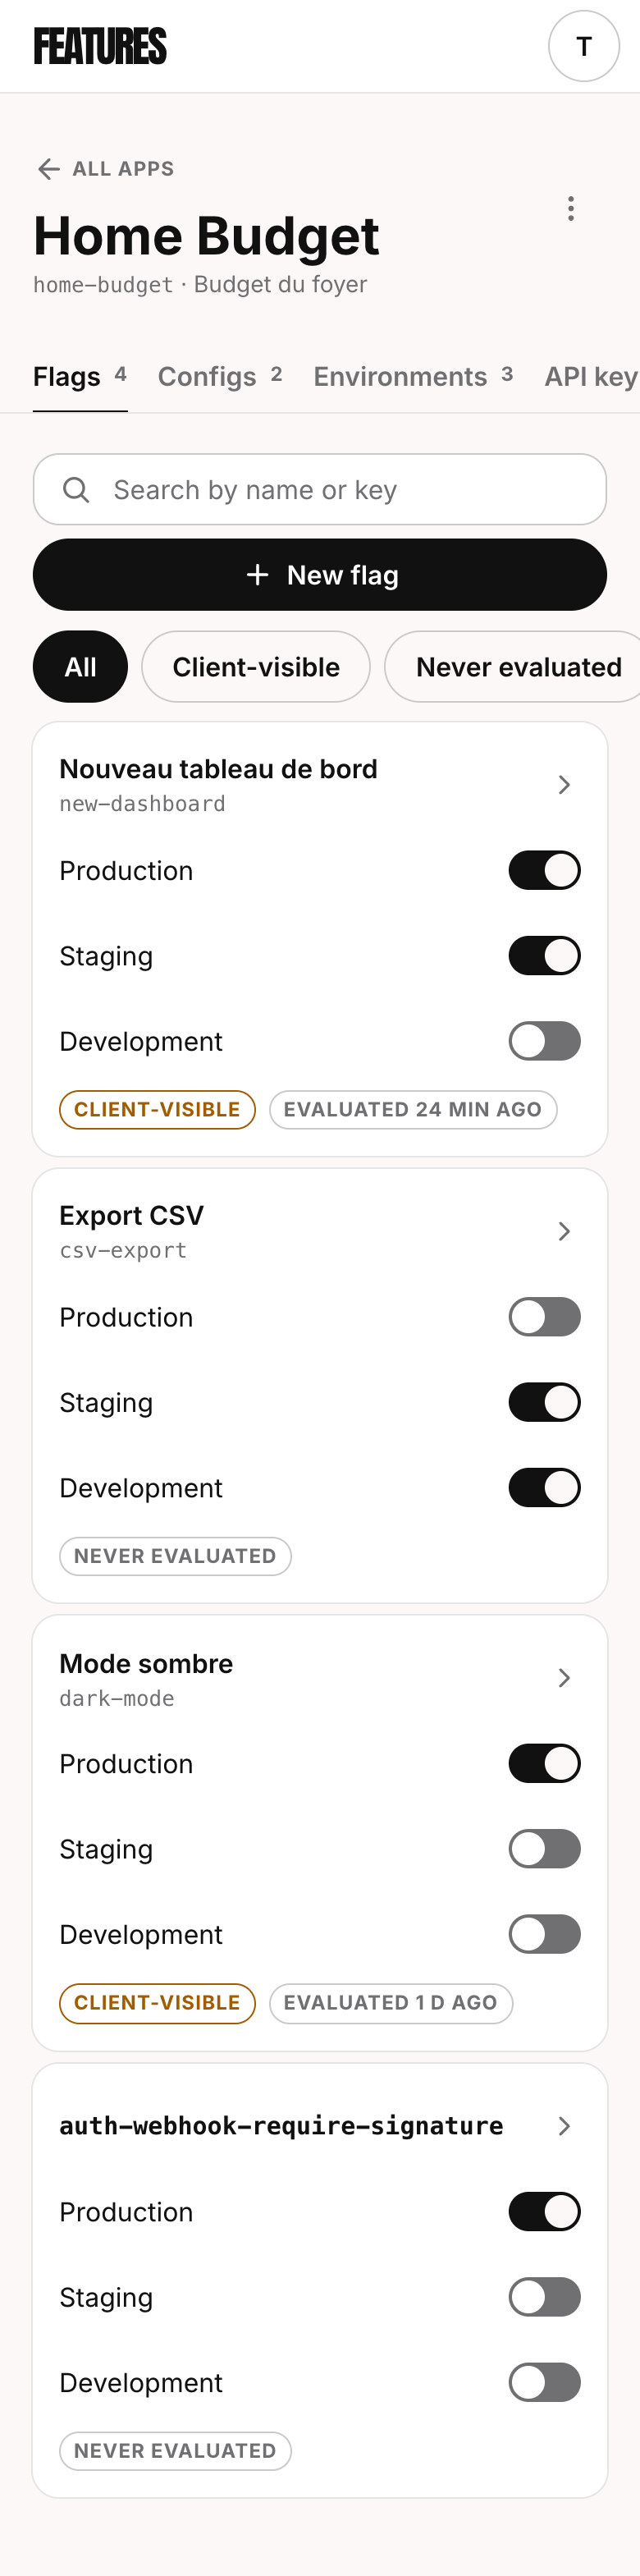 FEATURES
T
ALL APPS
Home Budget
home-budget · Budget du foyer
Flags 4 Configs 2 Environments 3 API key
Search by name or key
New flag
All Client-visible Never evaluated
Nouveau tableau de bord
new-dashboard
Production
Staging
Development
CLIENT-VISIBLE EVALUATED 24 MIN AGO
Export CSV
csv-export
Production
Staging
Development
NEVER EVALUATED
Mode sombre
dark-mode
Production
Staging
Development
CLIENT-VISIBLE EVALUATED 1 D AGO
auth-webhook-require-signature
Production
Staging
Development
NEVER EVALUATED